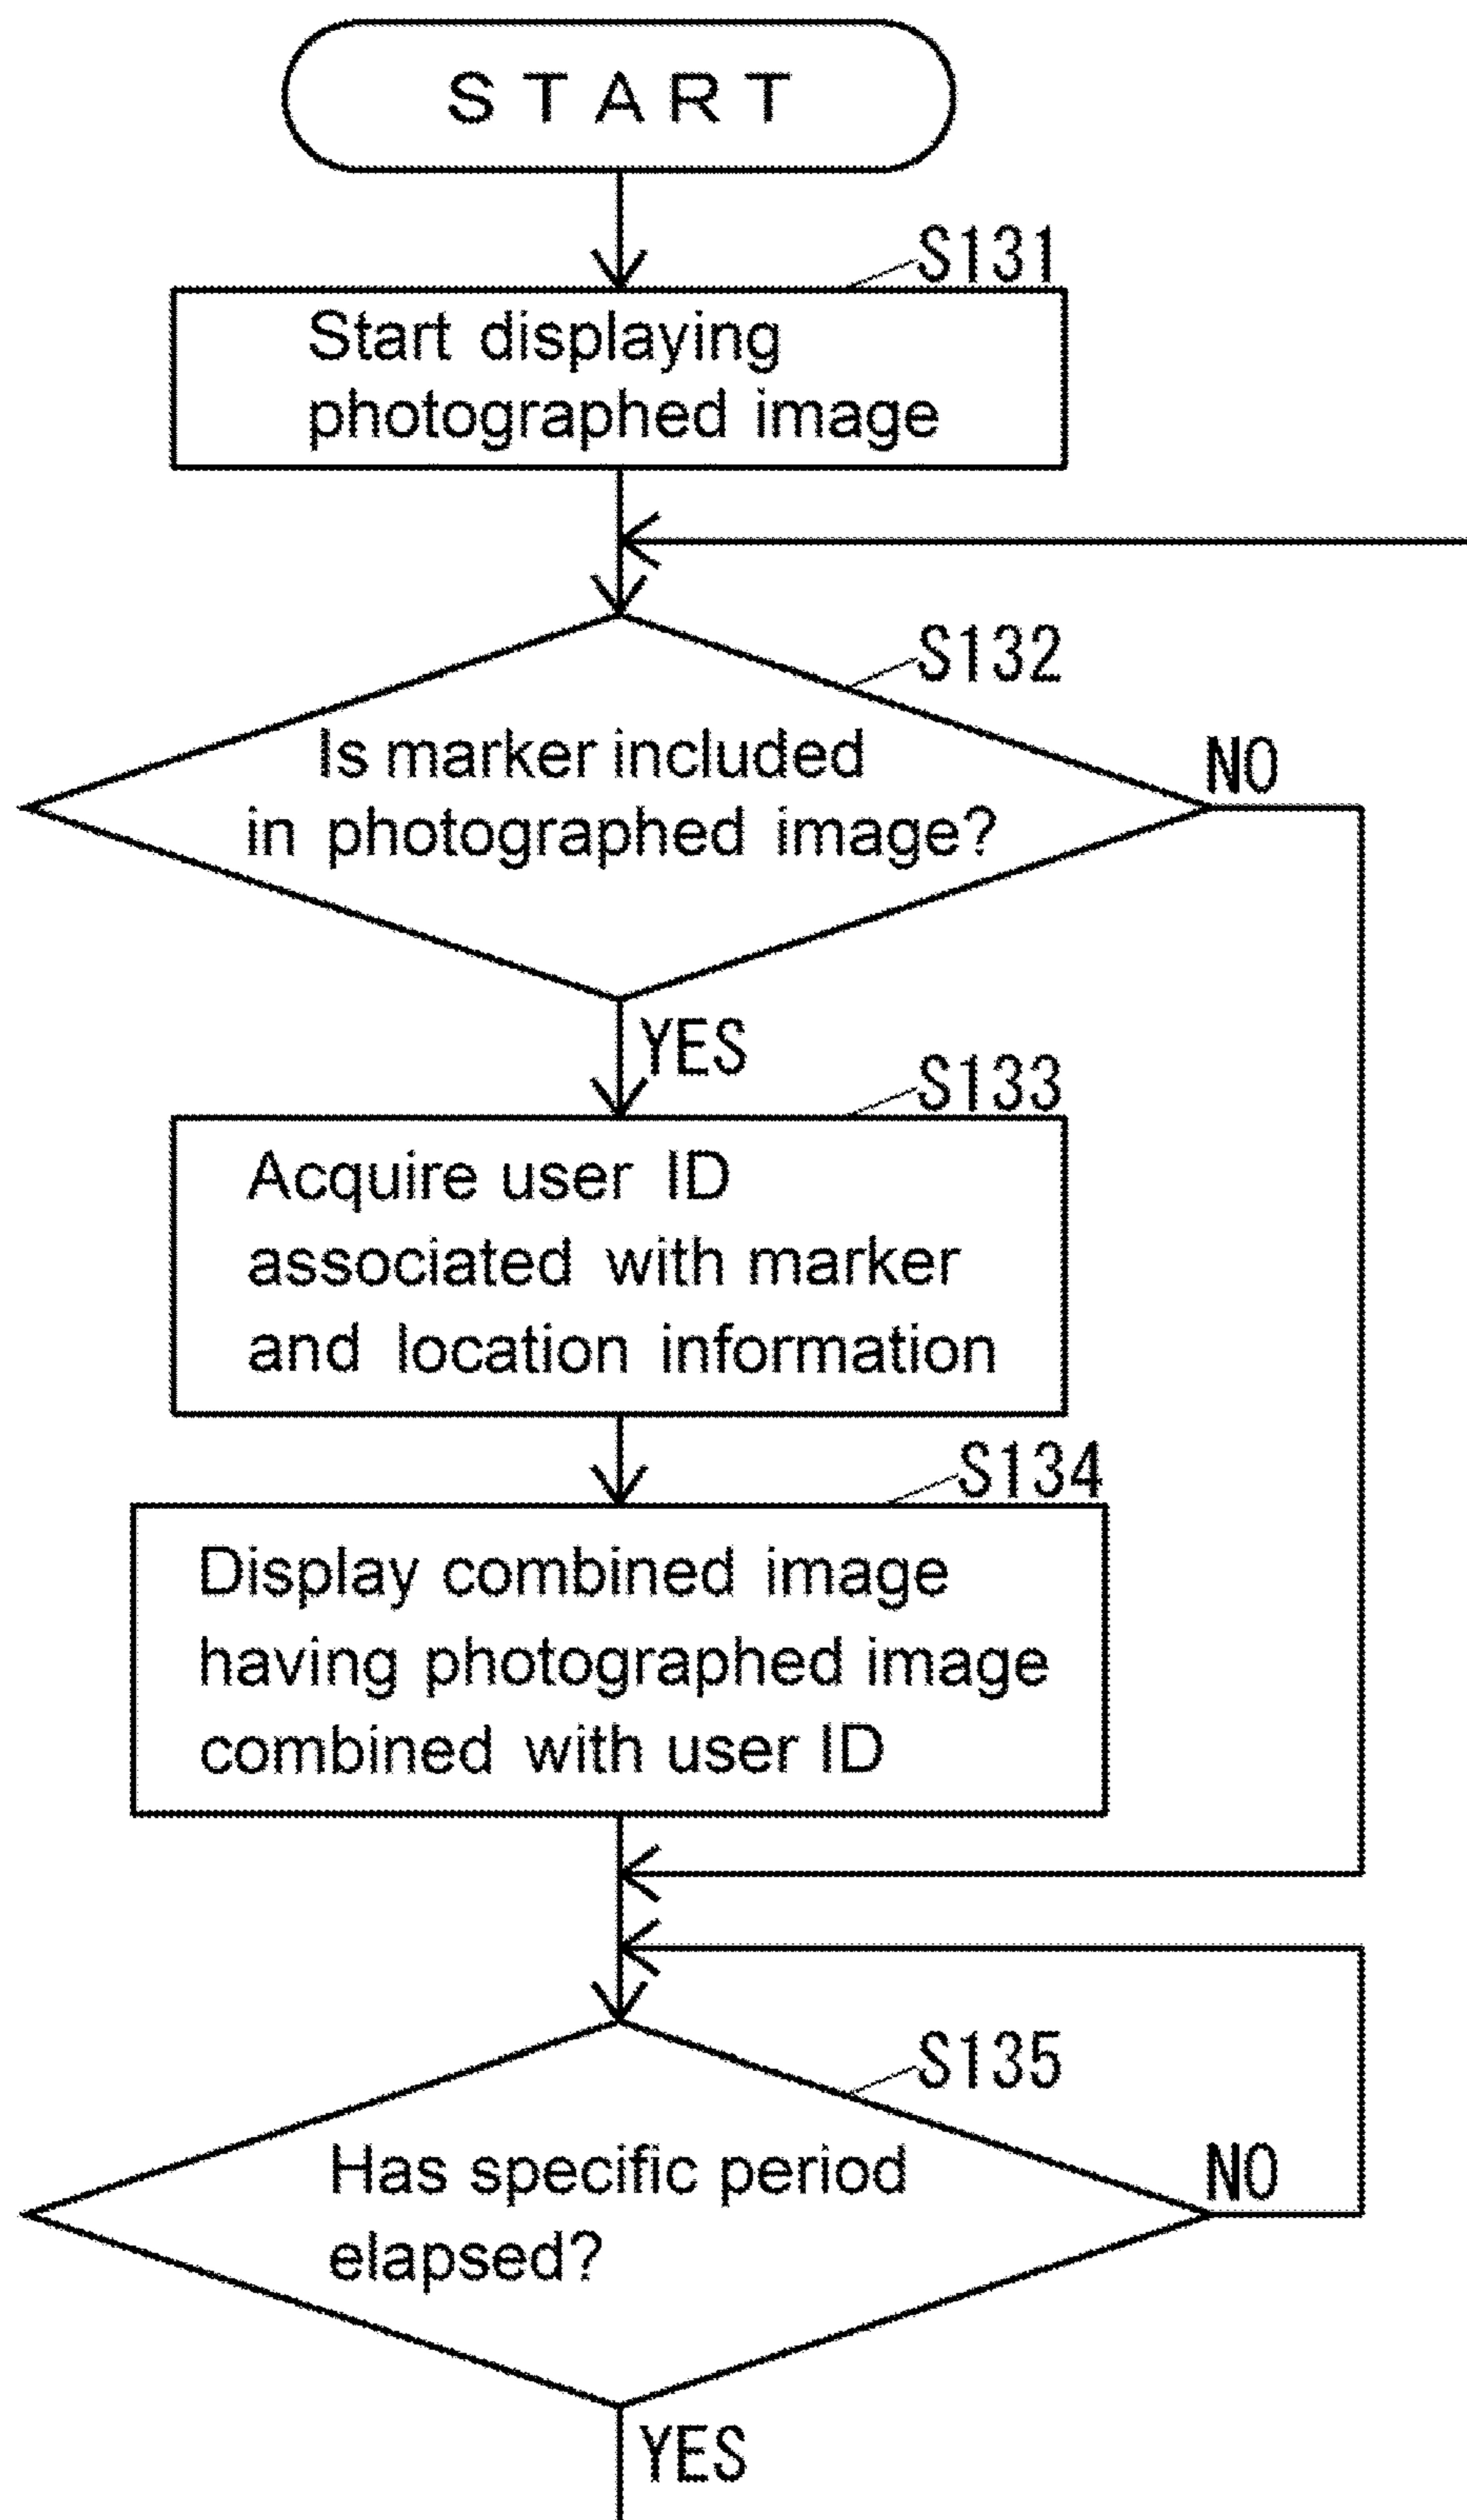 START
S131
Start displaying
photographed image
S132
Is marker included
in photographed image?
NO
YES
S133
Acquire user ID
associated with marker
and location information
S134
Display combined image
having photographed image
combined with user ID
S135
Has specific period
elapsed?
NO
YES